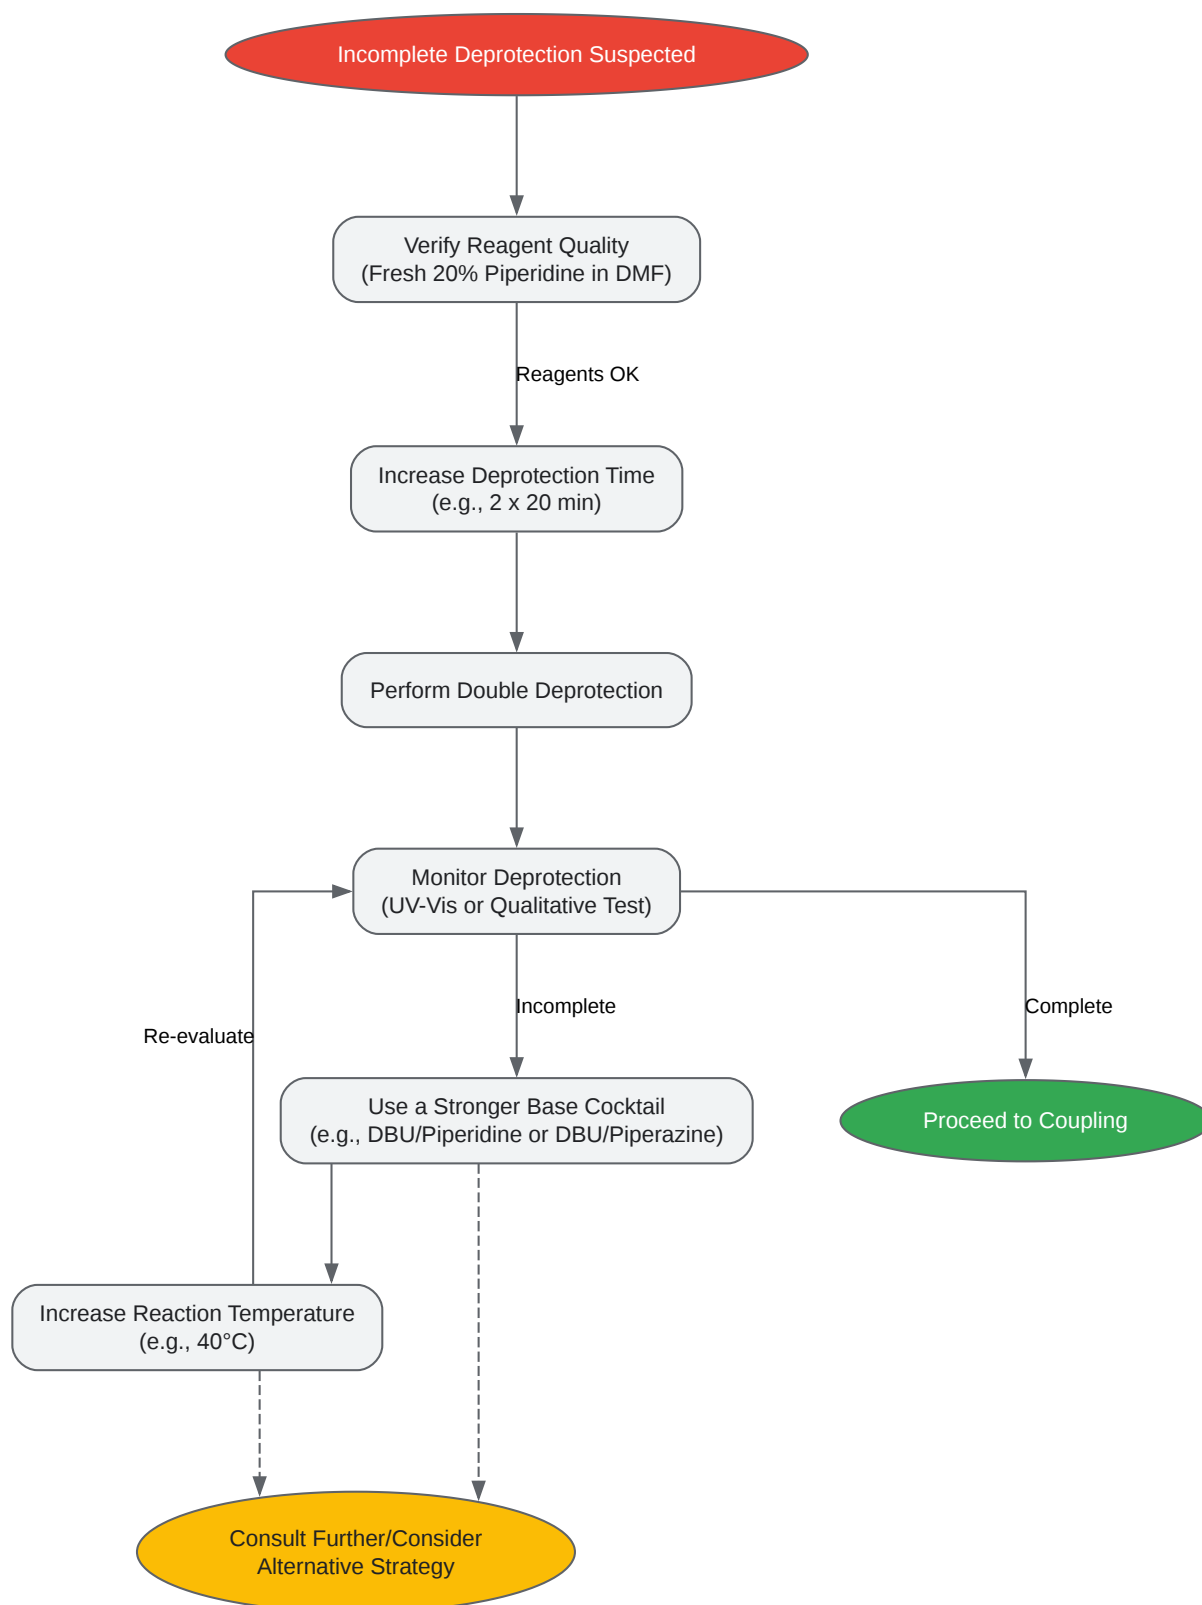 Incomplete Deprotection Suspected
Verify Reagent Quality
(Fresh 20% Piperidine in DMF)
Reagents OK
Increase Deprotection Time
(e.g., 2 x 20 min)
Perform Double Deprotection
Monitor Deprotection
(UV-Vis or Qualitative Test)
Incomplete
Complete
Re-evaluate
Use a Stronger Base Cocktail
(e.g., DBU/Piperidine or DBU/Piperazine)
Proceed to Coupling
Increase Reaction Temperature
(e.g., 40°C)
Consult Further/Consider
Alternative Strategy